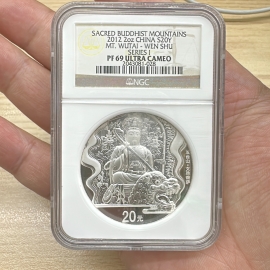 SACRED BUDDHIST MOUNTAINS
2012 2oz CHINA S20Y
MT. WUTAI - WEN SHU
SERIES I
PF 69 ULTRA CAMEO
NGC
20元